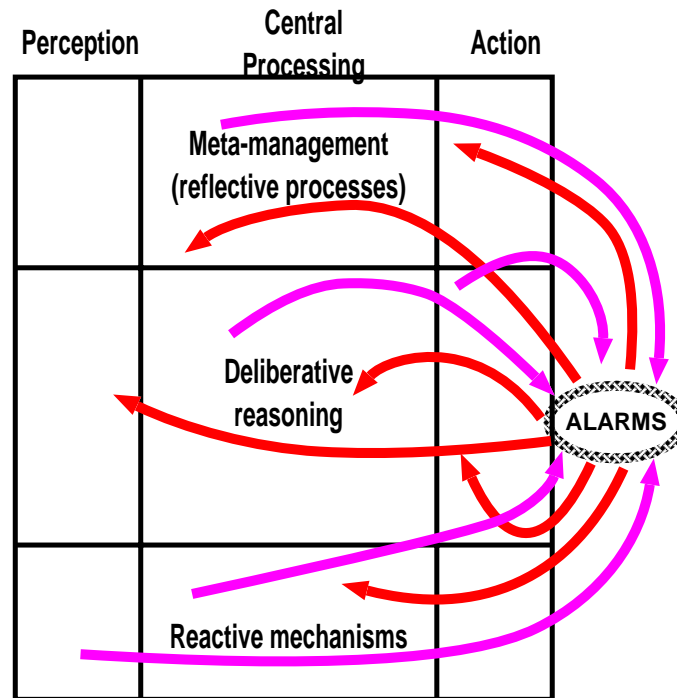 Perception
Central
Processing
Action
Meta-management
(reflective processes)
Deliberative
reasoning
ALARMS
Reactive mechanisms